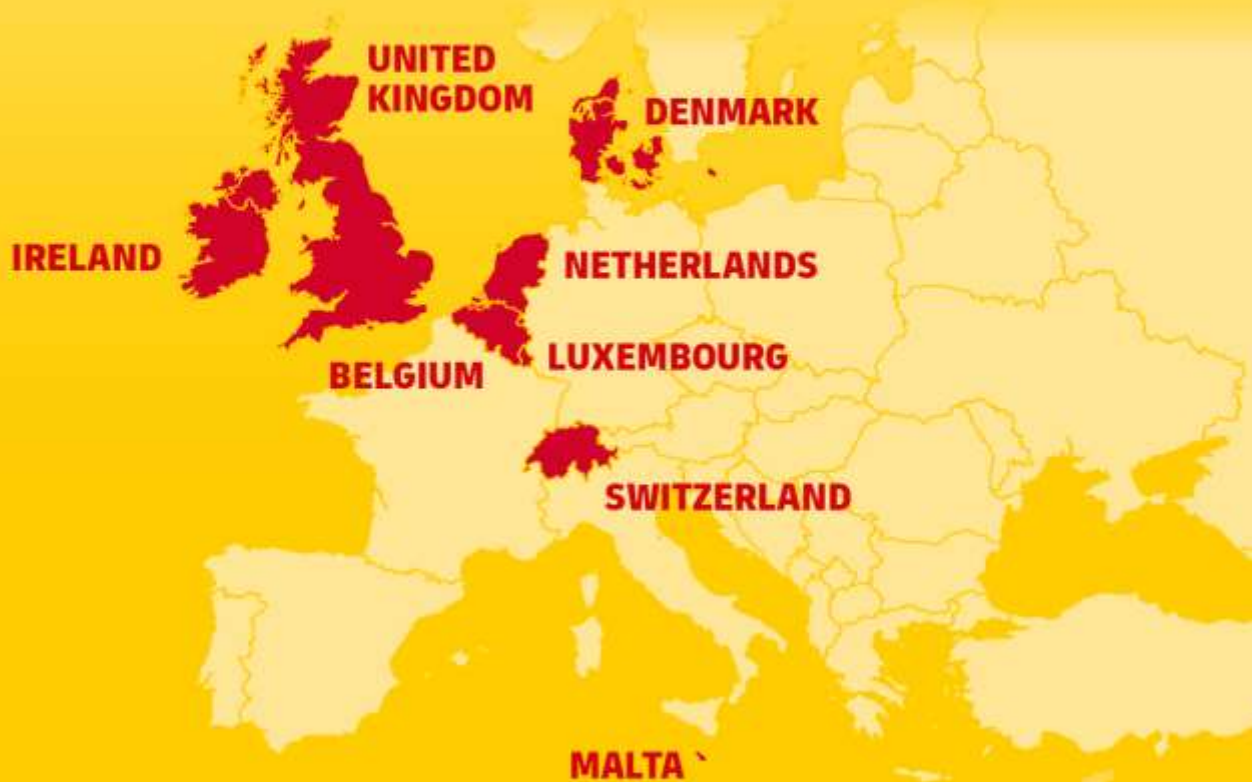 UNITED
KINGDOM
DENMARK
IRELAND
NETHERLANDS
LUXEMBOURG
BELGIUM
SWITZERLAND
MALTA